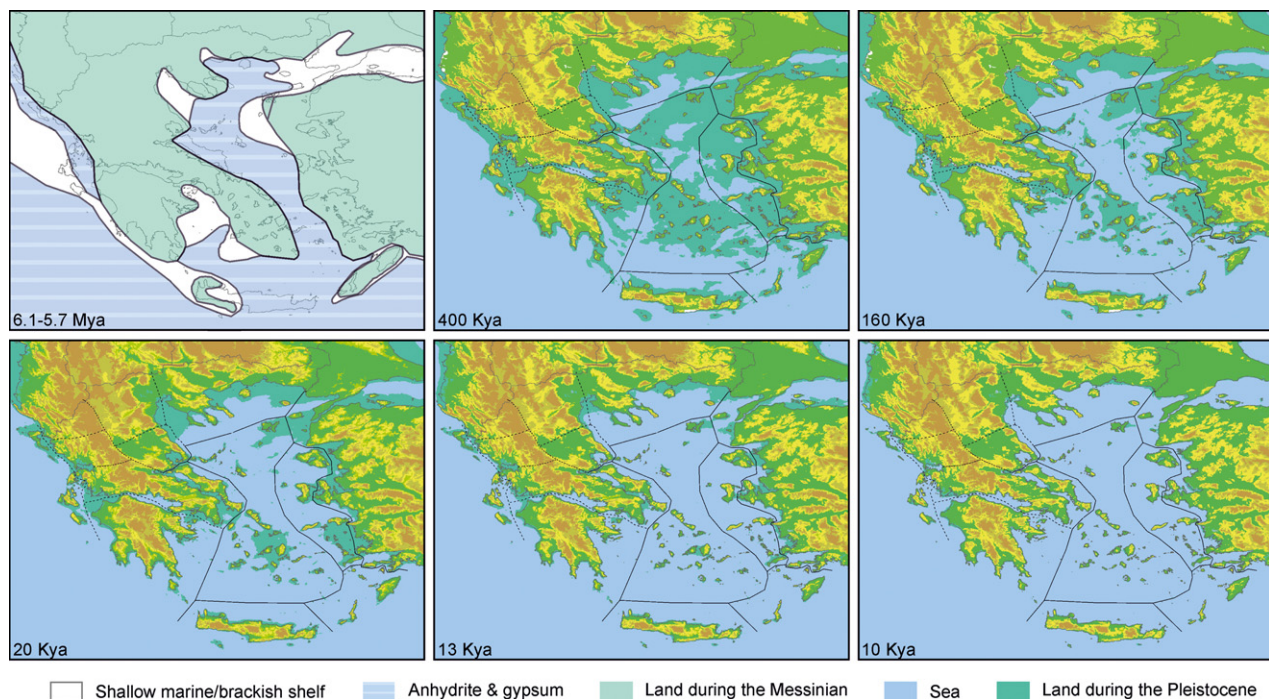 6.1-5.7 Mya
400 Kya
160 Kya
20 Kya
13 Kya
10 Kya
Shallow marine/brackish shelf
Anhydrite & gypsum
Land during the Messinian
Sea
Land during the Pleistocene